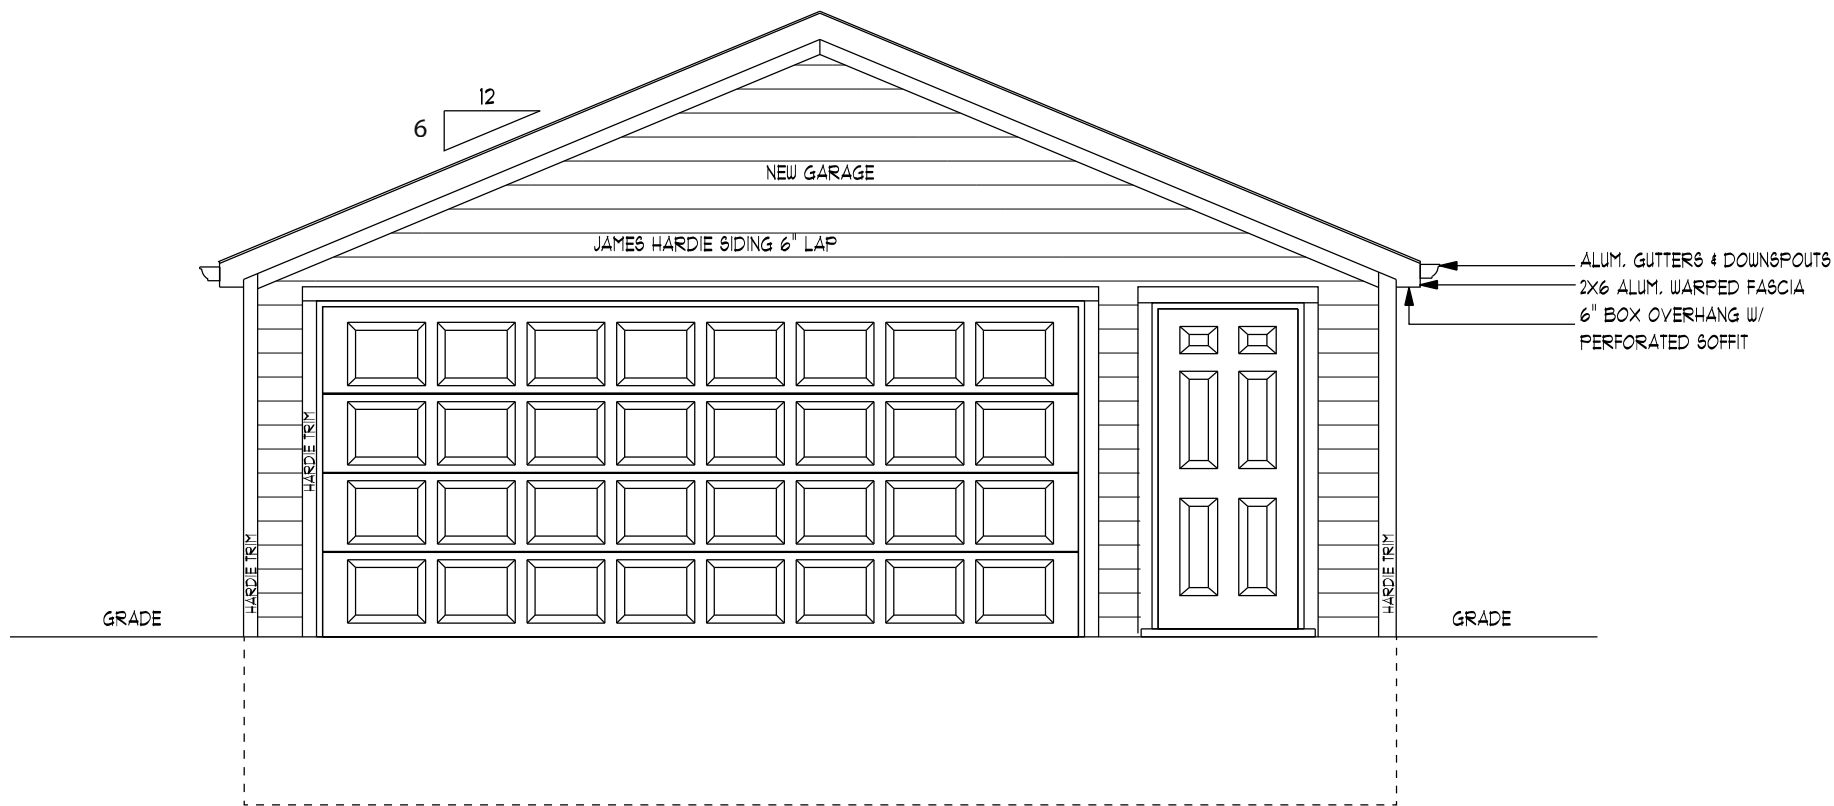 12
6
NEW GARAGE
JAMES HARDIE SIDING 6" LAP
ALUM. GUTTERS & DOWNSPOUTS
2X6 ALUM. WARPED FASCIA
6" BOX OVERHANG W/
PERFORATED SOFFIT
HARDIE TRIM
HARDIE TRIM
HARDIE TRIM
GRADE
GRADE